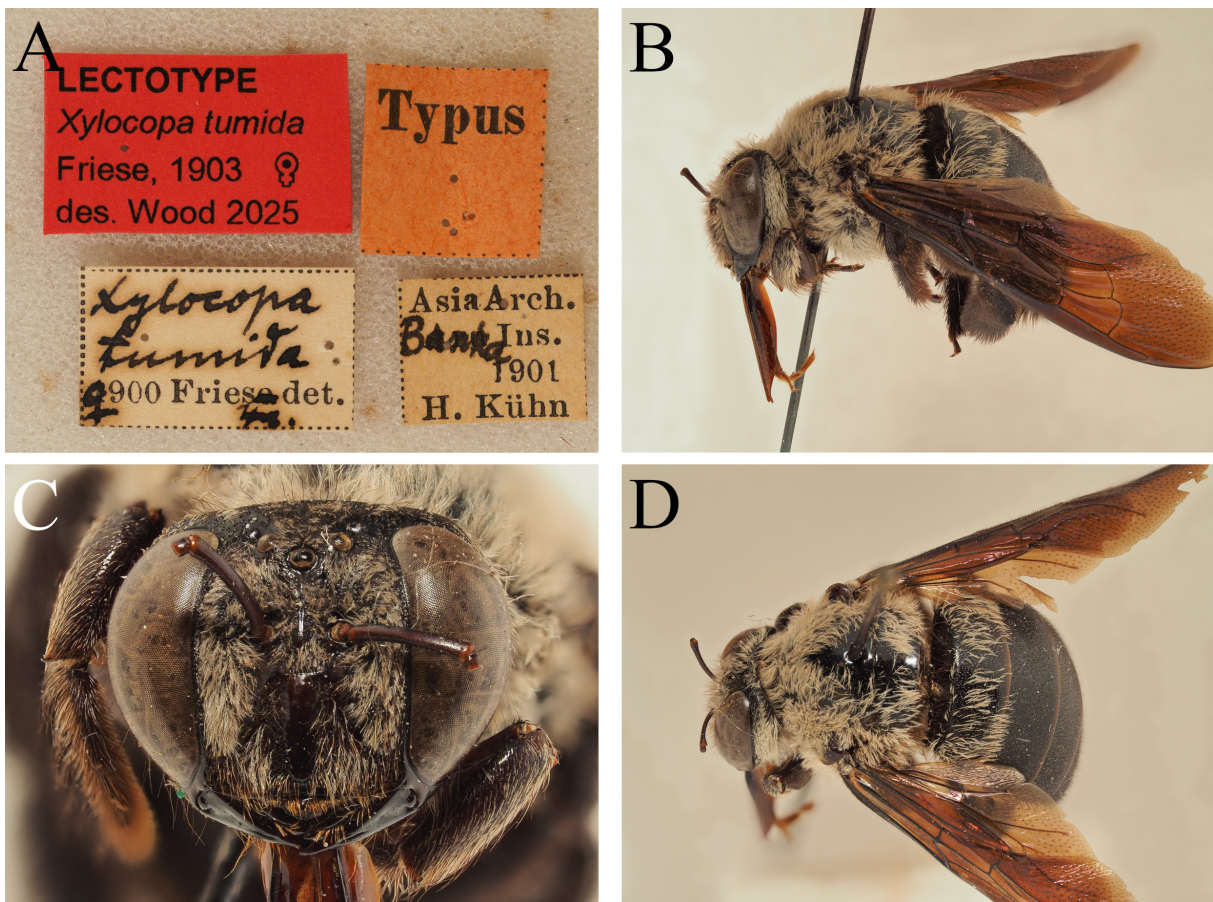 A
LECTOTYPE
Xylocopa tumida
Friese, 1903 ♀
des. Wood 2025
Typus
Xylocopa
tumida
♀ 1900 Friese det.
Asia Arch.
Banka Ins.
1901
H. Kühn
B
C
D